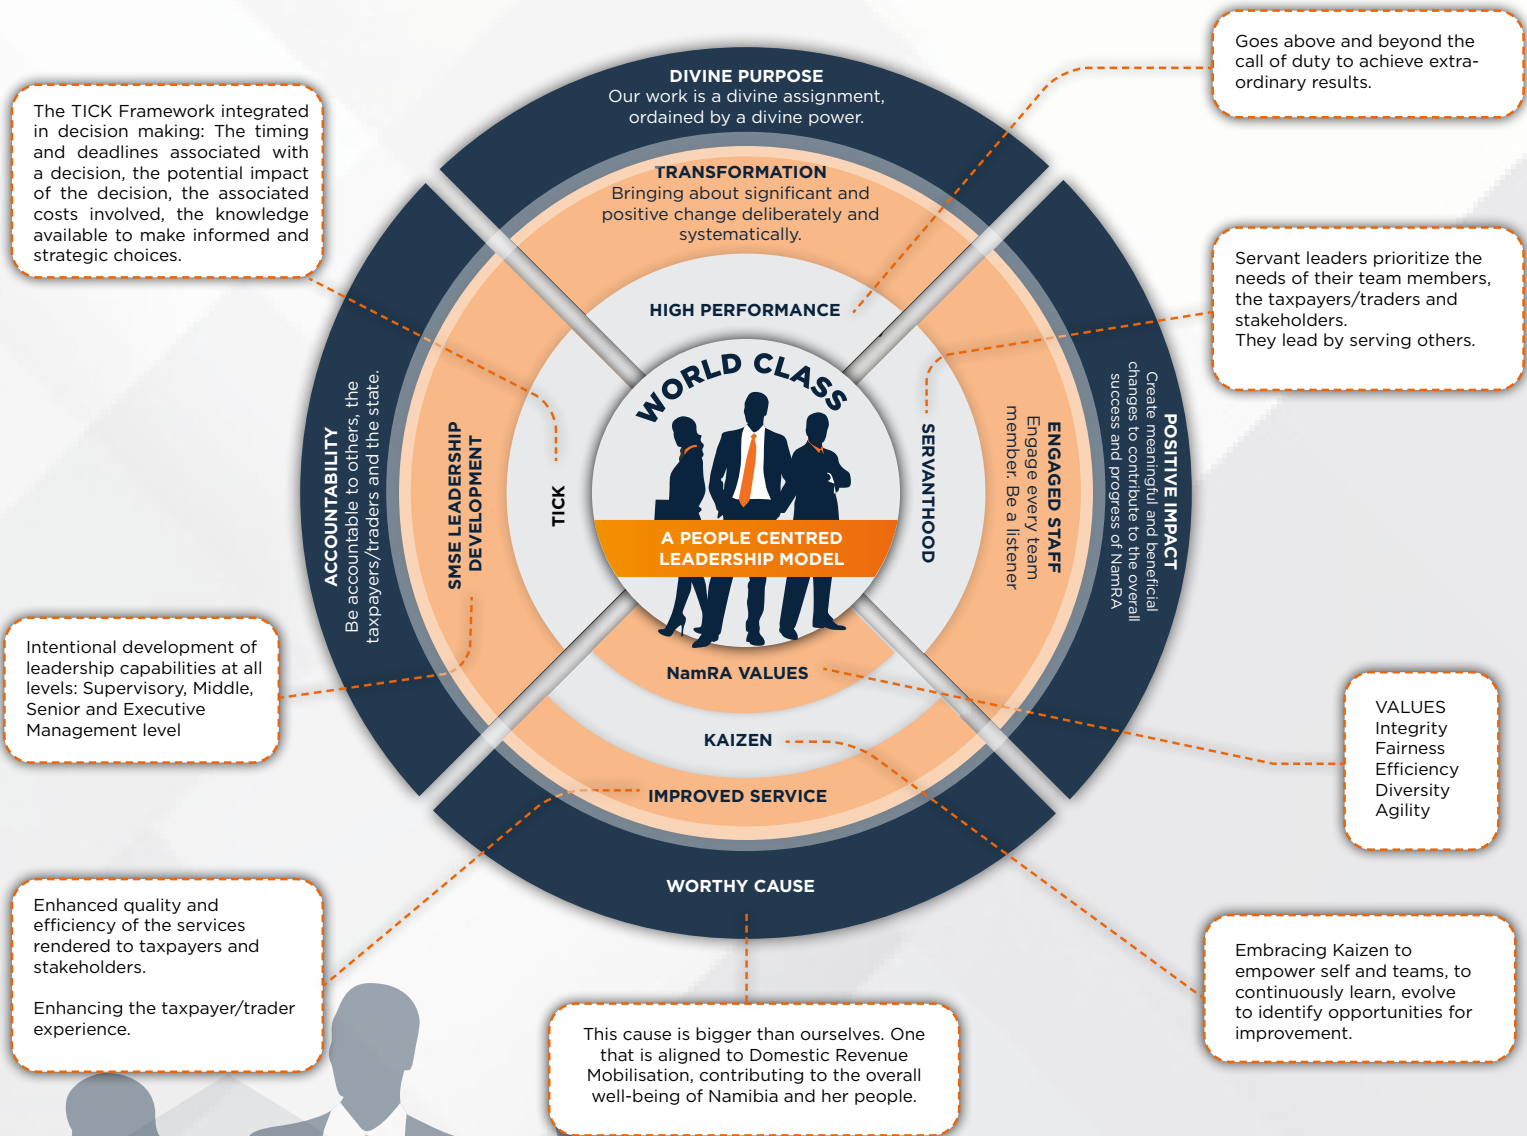 DIVINE PURPOSE
Our work is a divine assignment,
ordained by a divine power.
TRANSFORMATION
Bringing about significant and
positive change deliberately and
systematically.
HIGH PERFORMANCE
Goes above and beyond the
call of duty to achieve extra-
ordinary results.
The TICK Framework integrated
in decision making: The timing
and deadlines associated with
a decision, the potential impact
of the decision, the associated
costs involved, the knowledge
available to make informed and
strategic choices.
Servant leaders prioritize the
needs of their team members,
the taxpayers/traders and
stakeholders.
They lead by serving others.
ACCOUNTABILITY
Be accountable to others, the
taxpayers/traders and the state.
SMSE LEADERSHIP
DEVELOPMENT
TICK
WORLD CLASS
A PEOPLE CENTRED
LEADERSHIP MODEL
SERVANTHOOD
ENGAGED STAFF
Engage every team
member. Be a listener
POSITIVE IMPACT
Create meaningful and beneficial
changes to contribute to the overall
success and progress of NamRA
Intentional development of
leadership capabilities at all
levels: Supervisory, Middle,
Senior and Executive
Management level
NamRA VALUES
KAIZEN
IMPROVED SERVICE
WORTHY CAUSE
VALUES
Integrity
Fairness
Efficiency
Diversity
Agility
Enhanced quality and
efficiency of the services
rendered to taxpayers and
stakeholders.
Enhancing the taxpayer/trader
experience.
This cause is bigger than ourselves. One
that is aligned to Domestic Revenue
Mobilisation, contributing to the overall
well-being of Namibia and her people.
Embracing Kaizen to
empower self and teams, to
continuously learn, evolve
to identify opportunities for
improvement.